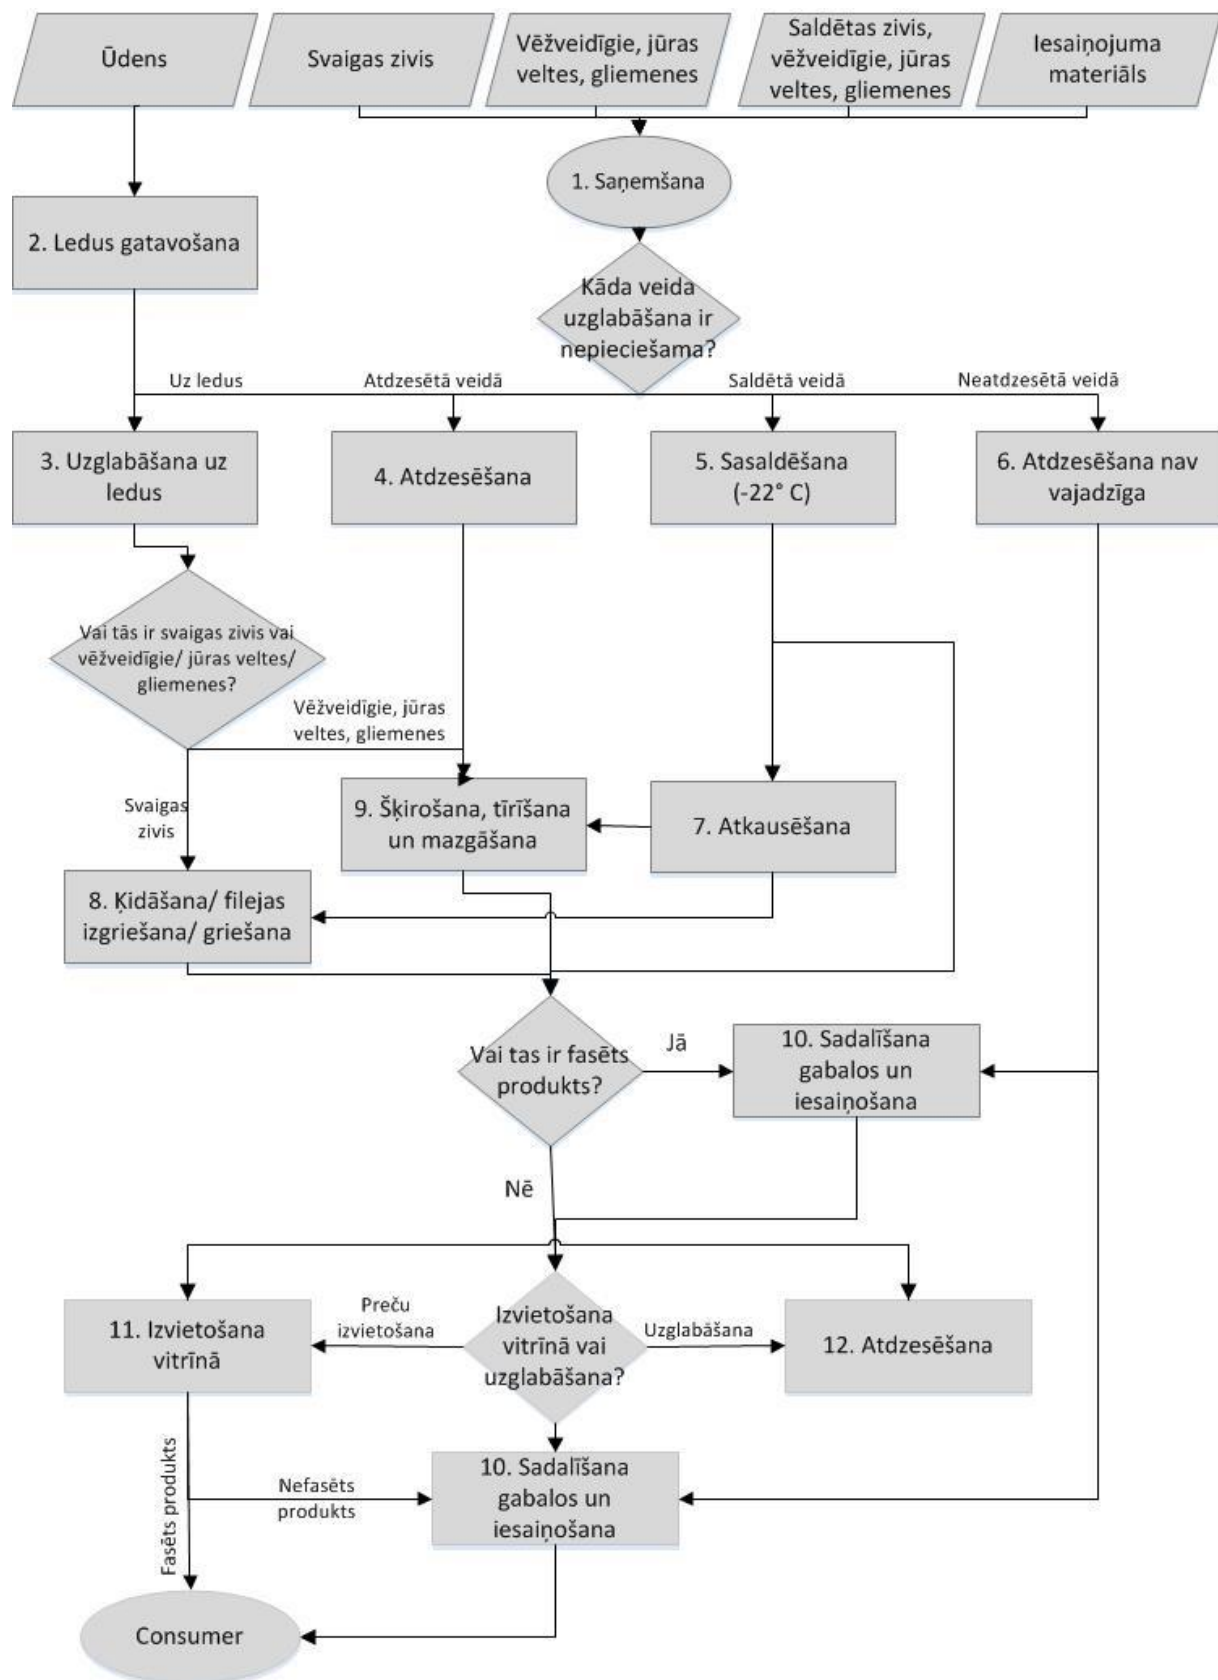 Ūdens
Svaigas zivis
Vēžveidīgie, jūras
veltes, gliemenes
Saldētas zivis,
vēžveidīgie, jūras
veltes, gliemenes
Iesaiņojuma
materiāls
1. Saņemšana
2. Ledus gatavošana
Kāda veida
uzglabāšana ir
nepieciešama?
Uz ledus
Atdzesētā veidā
Saldētā veidā
Neatdzesētā veidā
3. Uzglabāšana uz
ledus
4. Atdzesēšana
5. Sasaldēšana
(-22° C)
6. Atdzesēšana nav
vajadzīga
Vai tās ir svaigas zivis vai
vēžveidīgie/ jūras veltes/
gliemenes?
Vēžveidīgie, jūras
veltes, gliemenes
Svaigas
zivis
9. Šķirošana, tīrīšana
un mazgāšana
7. Atkausēšana
8. Ķidāšana/ filejas
izgriešana/ griešana
Vai tas ir fasēts
produkts?
Jā
10. Sadalīšana
gabalos un
iesaiņošana
Nē
11. Izvietošana
vitrīnā
Preču
izvietošana
Izvietošana
vitrīnā vai
uzglabāšana?
Uzglabāšana
12. Atdzesēšana
Fasēts produkts
Nefasēts
produkts
10. Sadalīšana
gabalos un
iesaiņošana
Consumer